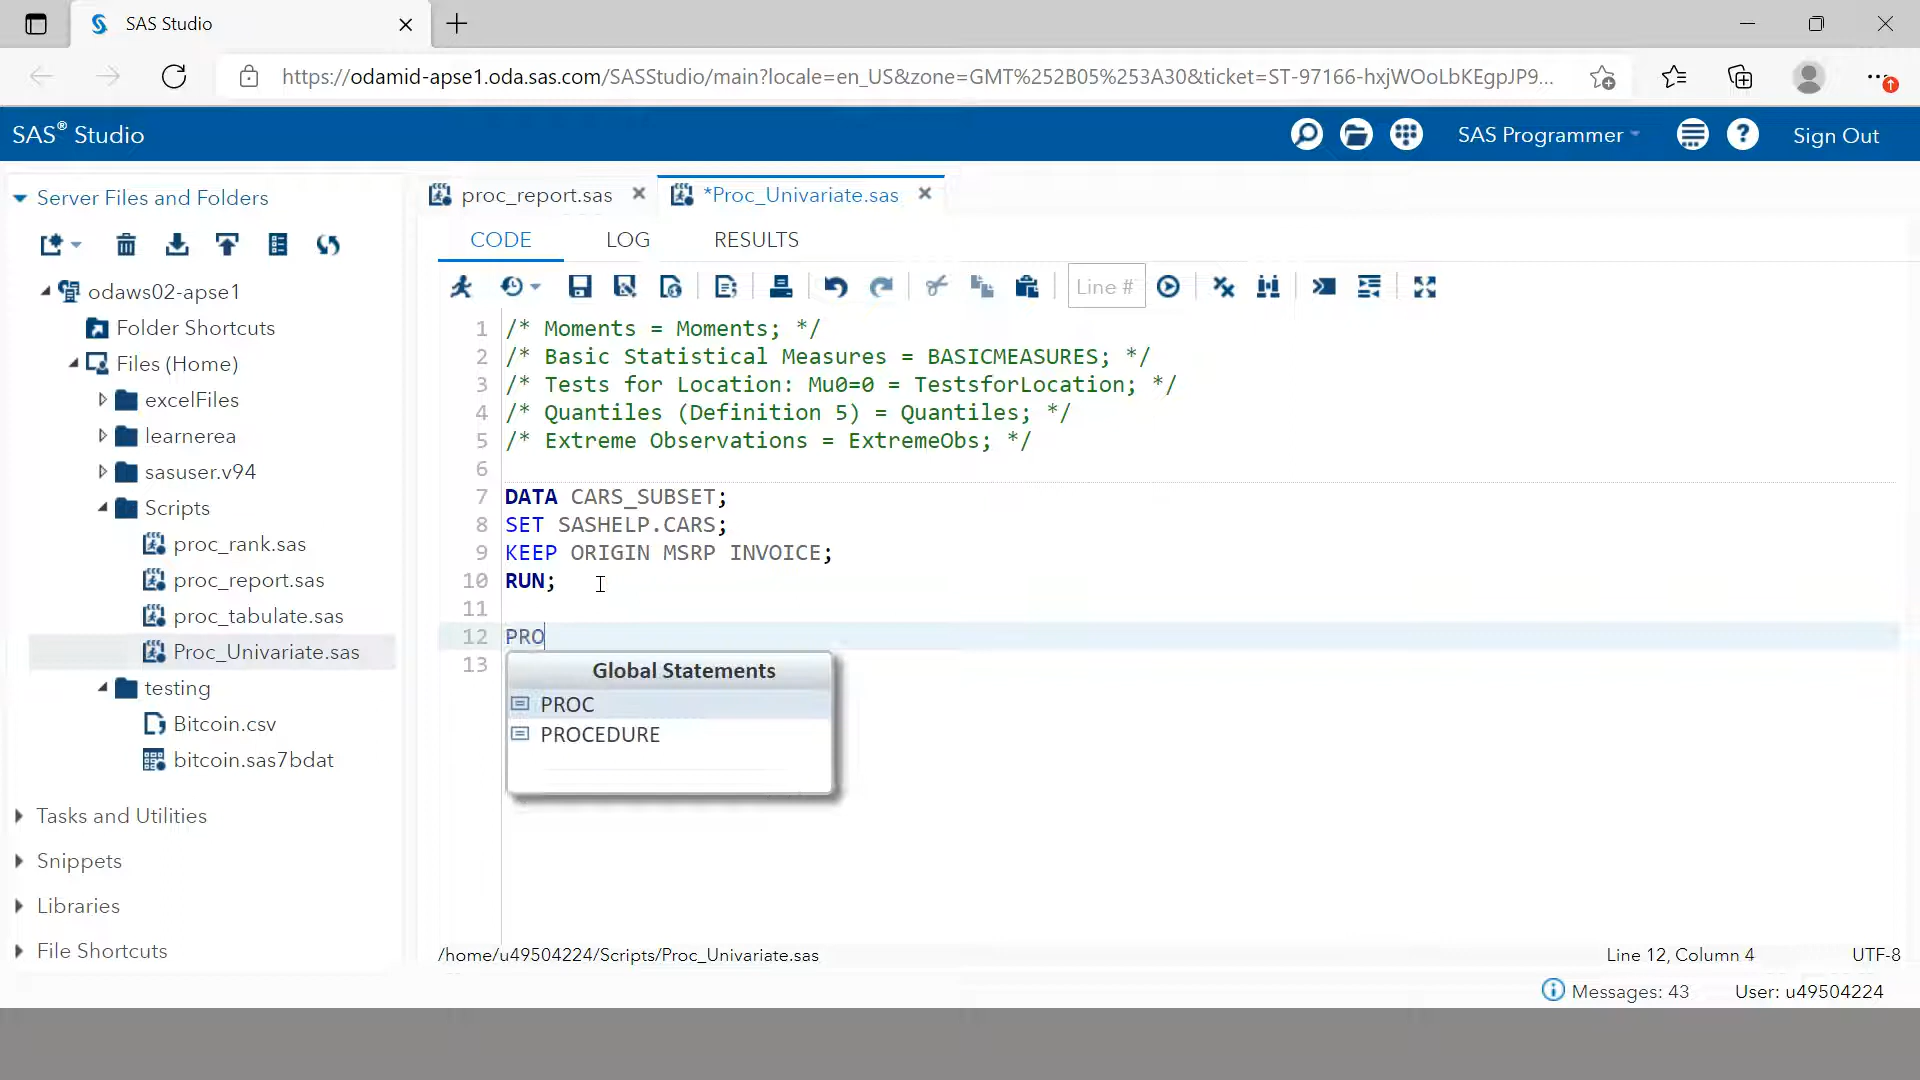 SAS Studio
https://odamid-apse1.oda.sas.com/SASStudio/main?locale=en_US&zone=GMT%252B05%253A30&ticket=ST-97166-hxjWOoLbKEgpJP9...
SAS® Studio
SAS Programmer
Sign Out
Server Files and Folders
odaws02-apse1
Folder Shortcuts
Files (Home)
excelFiles
learnerea
sasuser.v94
Scripts
proc_rank.sas
proc_report.sas
proc_tabulate.sas
Proc_Univariate.sas
testing
Bitcoin.csv
bitcoin.sas7bdat
Tasks and Utilities
Snippets
Libraries
File Shortcuts
proc_report.sas
*Proc_Univariate.sas
CODE LOG RESULTS
Line #
1 /* Moments = Moments; */
2 /* Basic Statistical Measures = BASICMEASURES; */
3 /* Tests for Location: Mu0=0 = TestsforLocation; */
4 /* Quantiles (Definition 5) = Quantiles; */
5 /* Extreme Observations = ExtremeObs; */
6
7 DATA CARS_SUBSET;
8 SET SASHELP.CARS;
9 KEEP ORIGIN MSRP INVOICE;
10 RUN;
11
12 PRO
13
Global Statements
PROC
PROCEDURE
/home/u49504224/Scripts/Proc_Univariate.sas
Line 12, Column 4
UTF-8
Messages: 43
User: u49504224